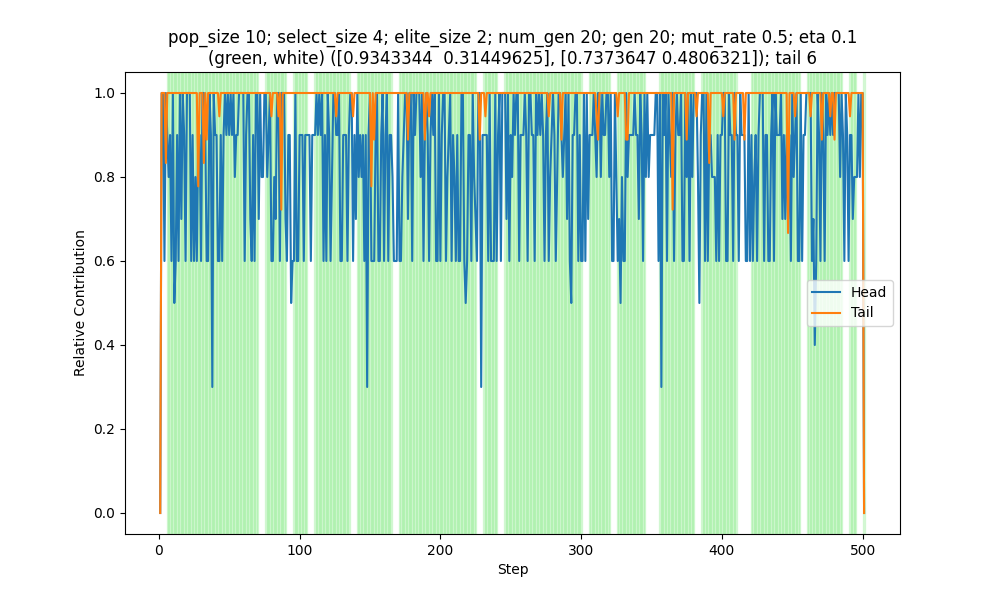 pop_size 10; select_size 4; elite_size 2; num_gen 20; gen 20; mut_rate 0.5; eta 0.1
(green, white) ([0.9343344  0.31449625], [0.7373647 0.4806321]); tail 6
1.0
0.8
0.6
0.4
0.2
0.0
Relative Contribution
Head
Tail
0 100 200 300 400 500
Step